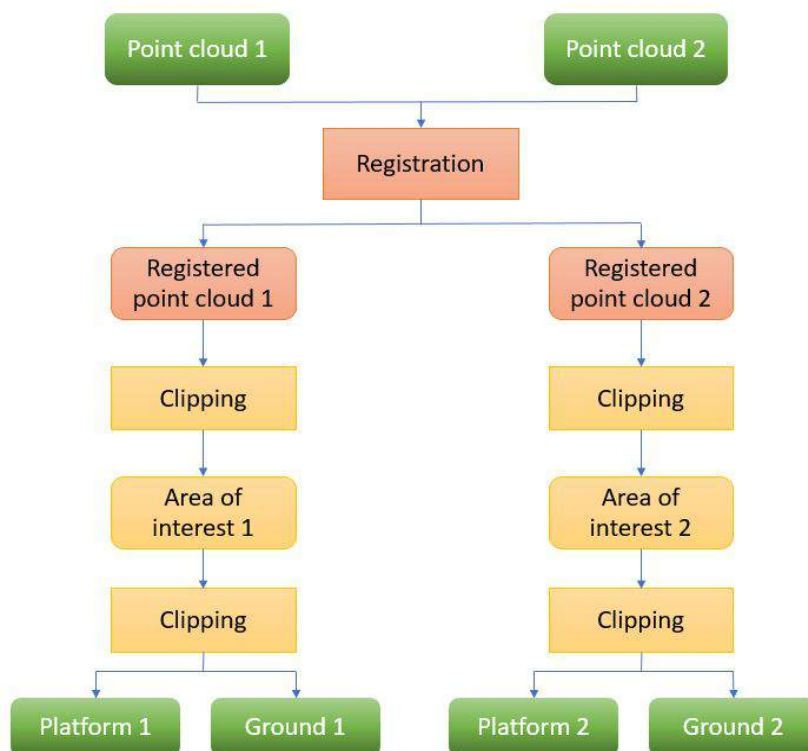 Point cloud 1
Point cloud 2
Registration
Registered
point cloud 1
Registered
point cloud 2
Clipping
Clipping
Area of
interest 1
Area of
interest 2
Clipping
Clipping
Platform 1
Ground 1
Platform 2
Ground 2